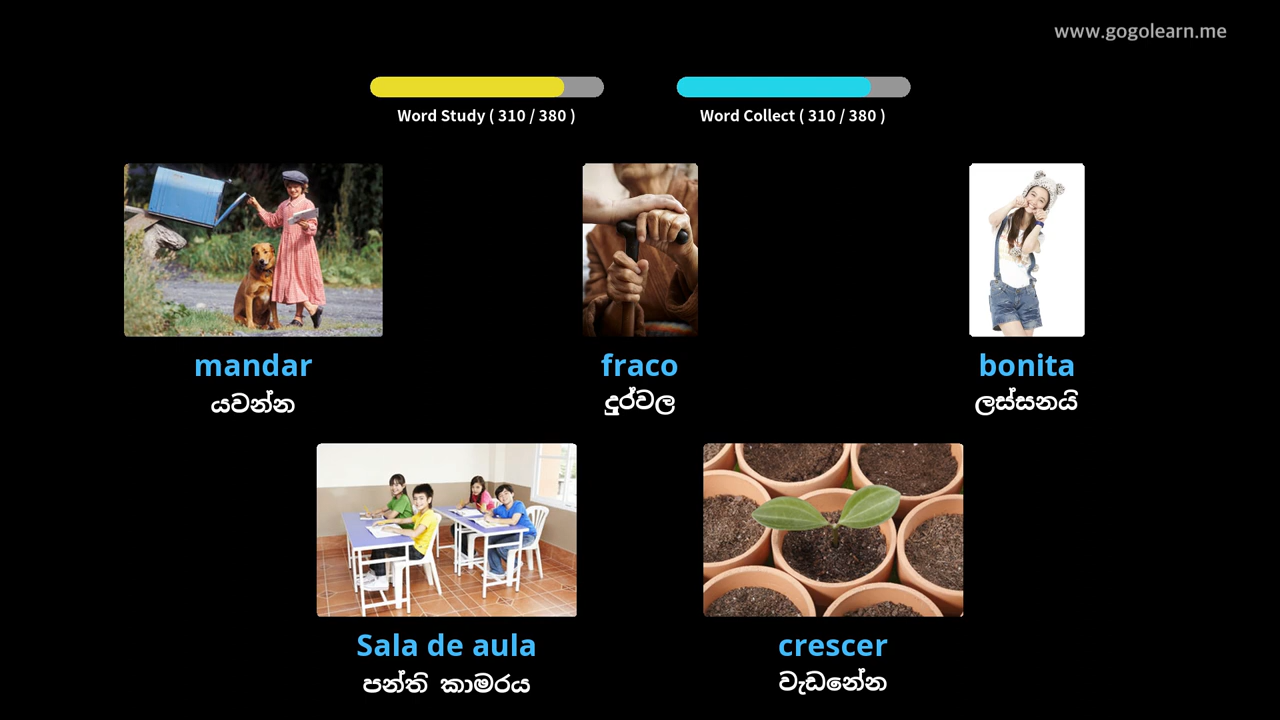 www.gogolearn.me
Word Study ( 310 / 380 )
Word Collect ( 310 / 380 )
mandar
යවන්න
fraco
දුර්වල
bonita
ලස්සනයි
Sala de aula
පන්ති කාමරය
crescer
වැඩෙන්න